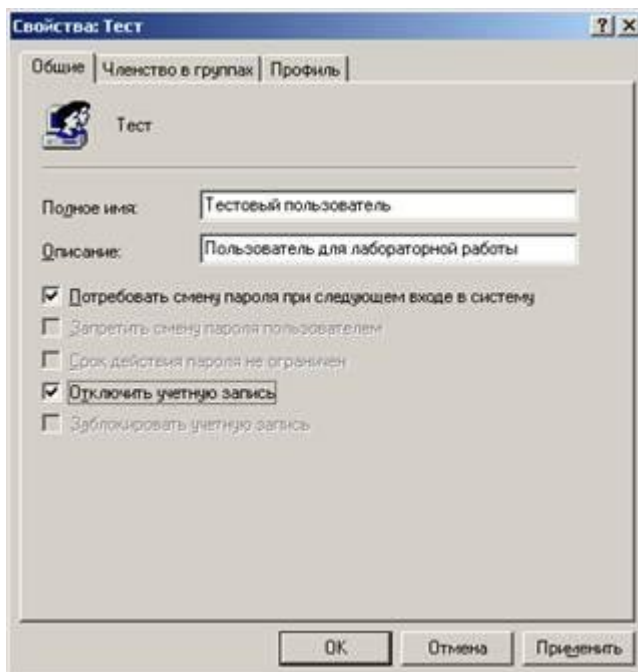 Свойства: Тест
Общие Членство в группах Профиль
Тест
Полное имя: Тестовый пользователь
Описание: Пользователь для лабораторной работы
Потребовать смену пароля при следующем входе в систему
Запретить смену пароля пользователем
Срок действия пароля не ограничен
Отключить учетную запись
Заблокировать учетную запись
OK Отмена Применить